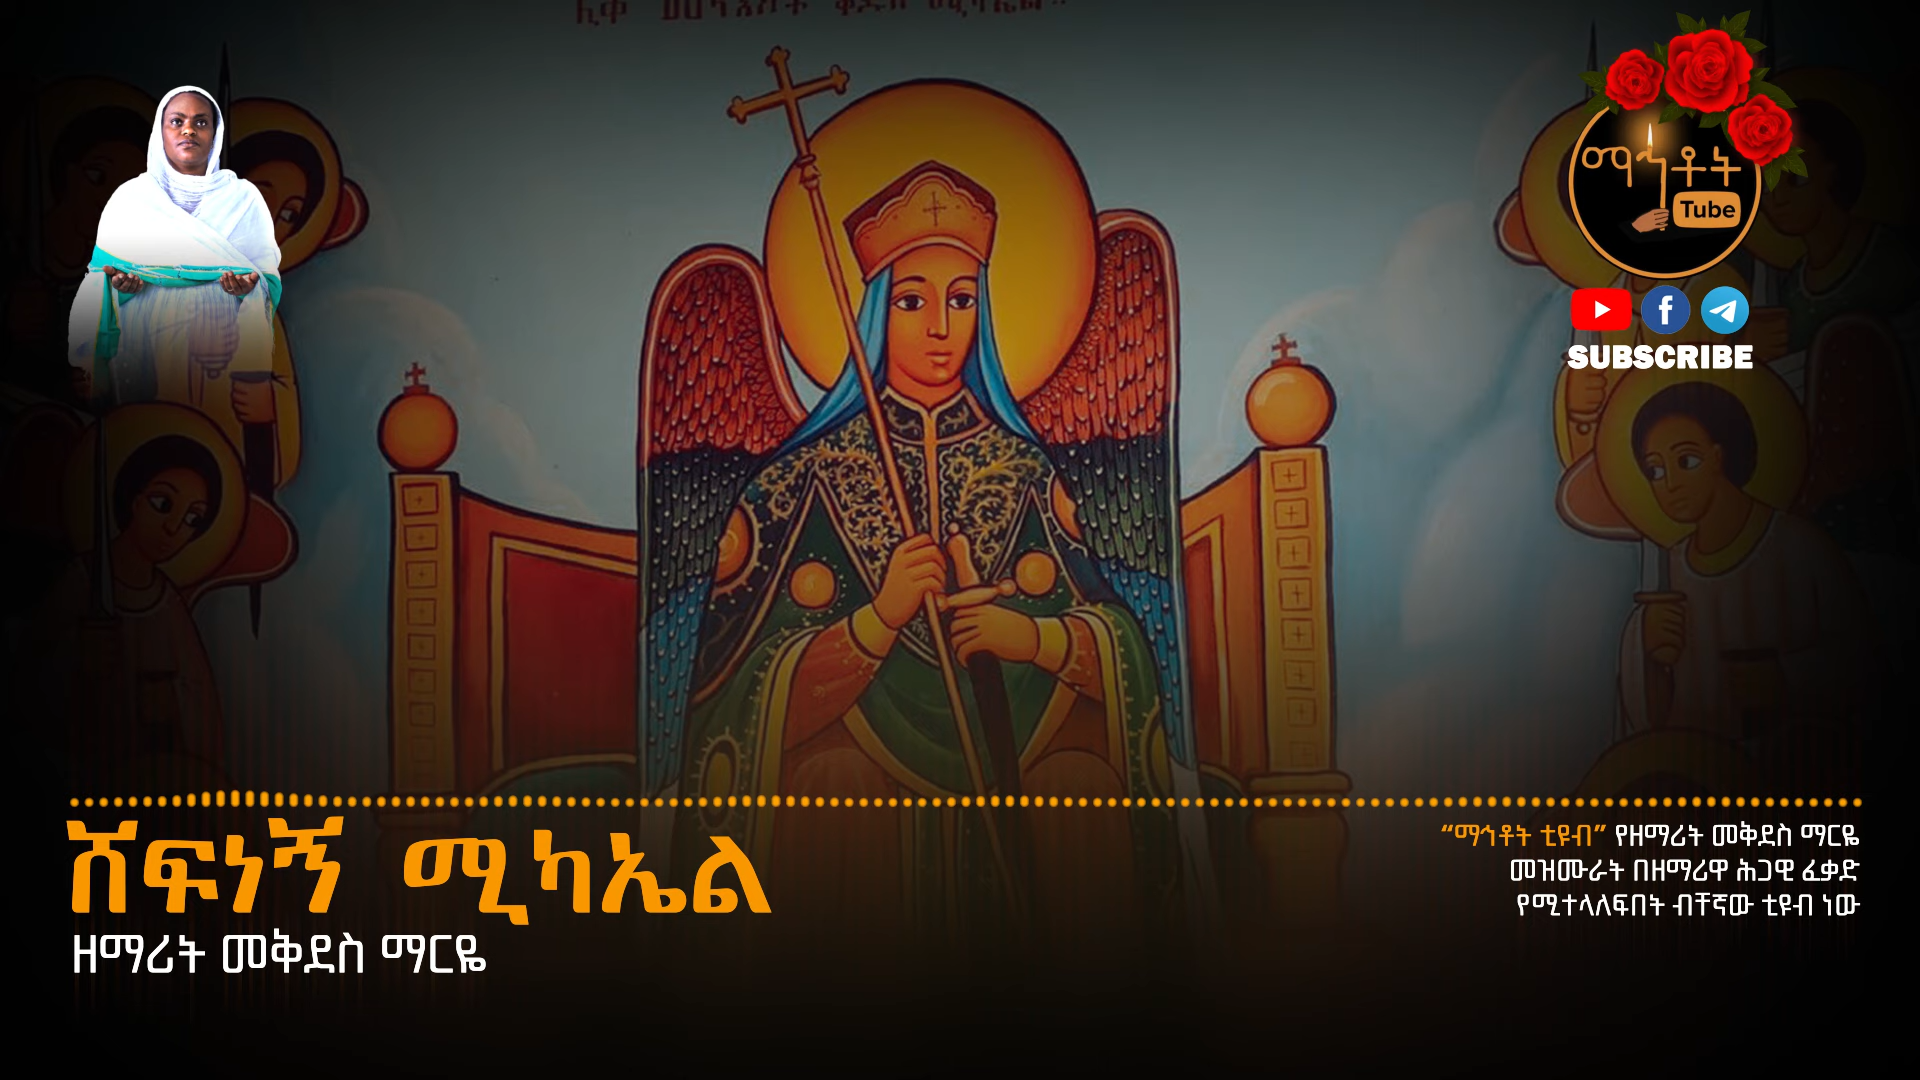 ማኅቶት
Tube
SUBSCRIBE
ሸፍነኝ ሚካኤል
ዘማሪት መቅደስ ማርዬ
“ማኅቶት ቲዩብ” የዘማሪት መቅደስ ማርዬ
መዝሙራት በዘማሪዋ ሕጋዊ ፈቃድ
የሚተላለፍበት ብቸኛው ቲዩብ ነው